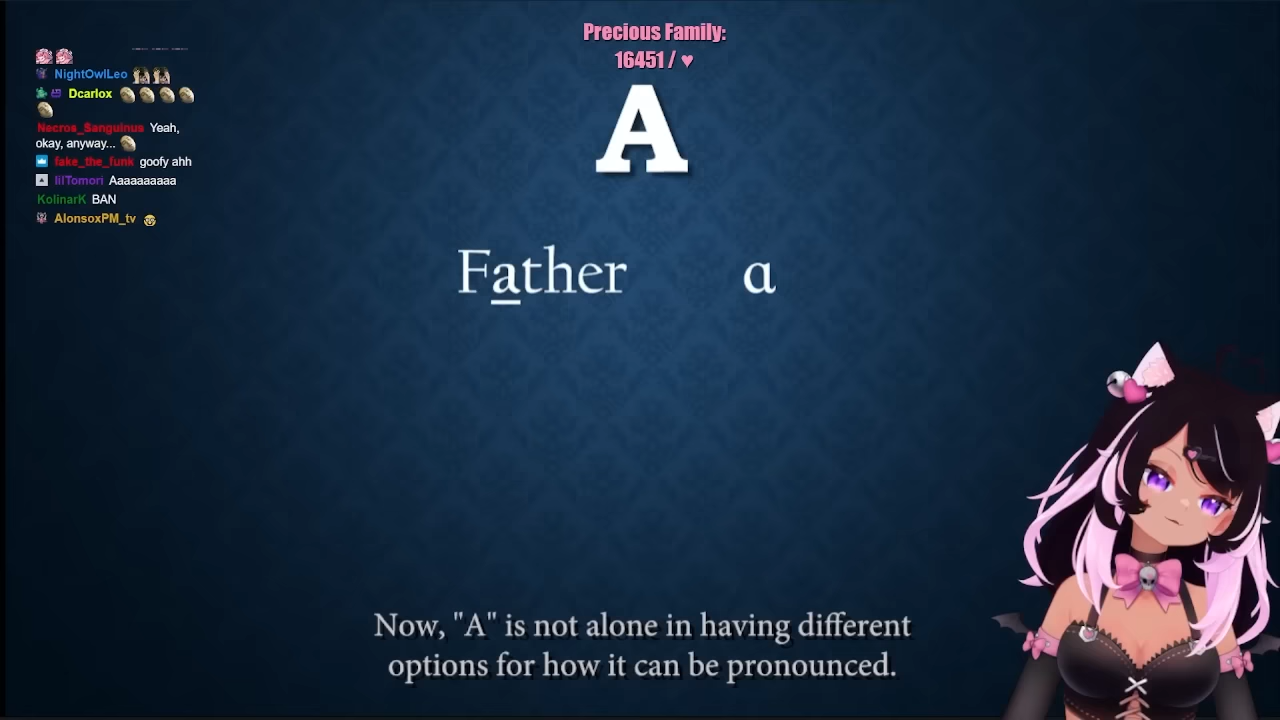 Precious Family:
16451 / ♥
NightOwlLeo
Dcarlox
Necros_Sanguinus Yeah,
okay, anyway...
fake_the_funk goofy ahh
lilTomori Aaaaaaaaaa
KolinarK BAN
AlonsoxPM_tv
A
Father ɑ
Now, "A" is not alone in having different
options for how it can be pronounced.